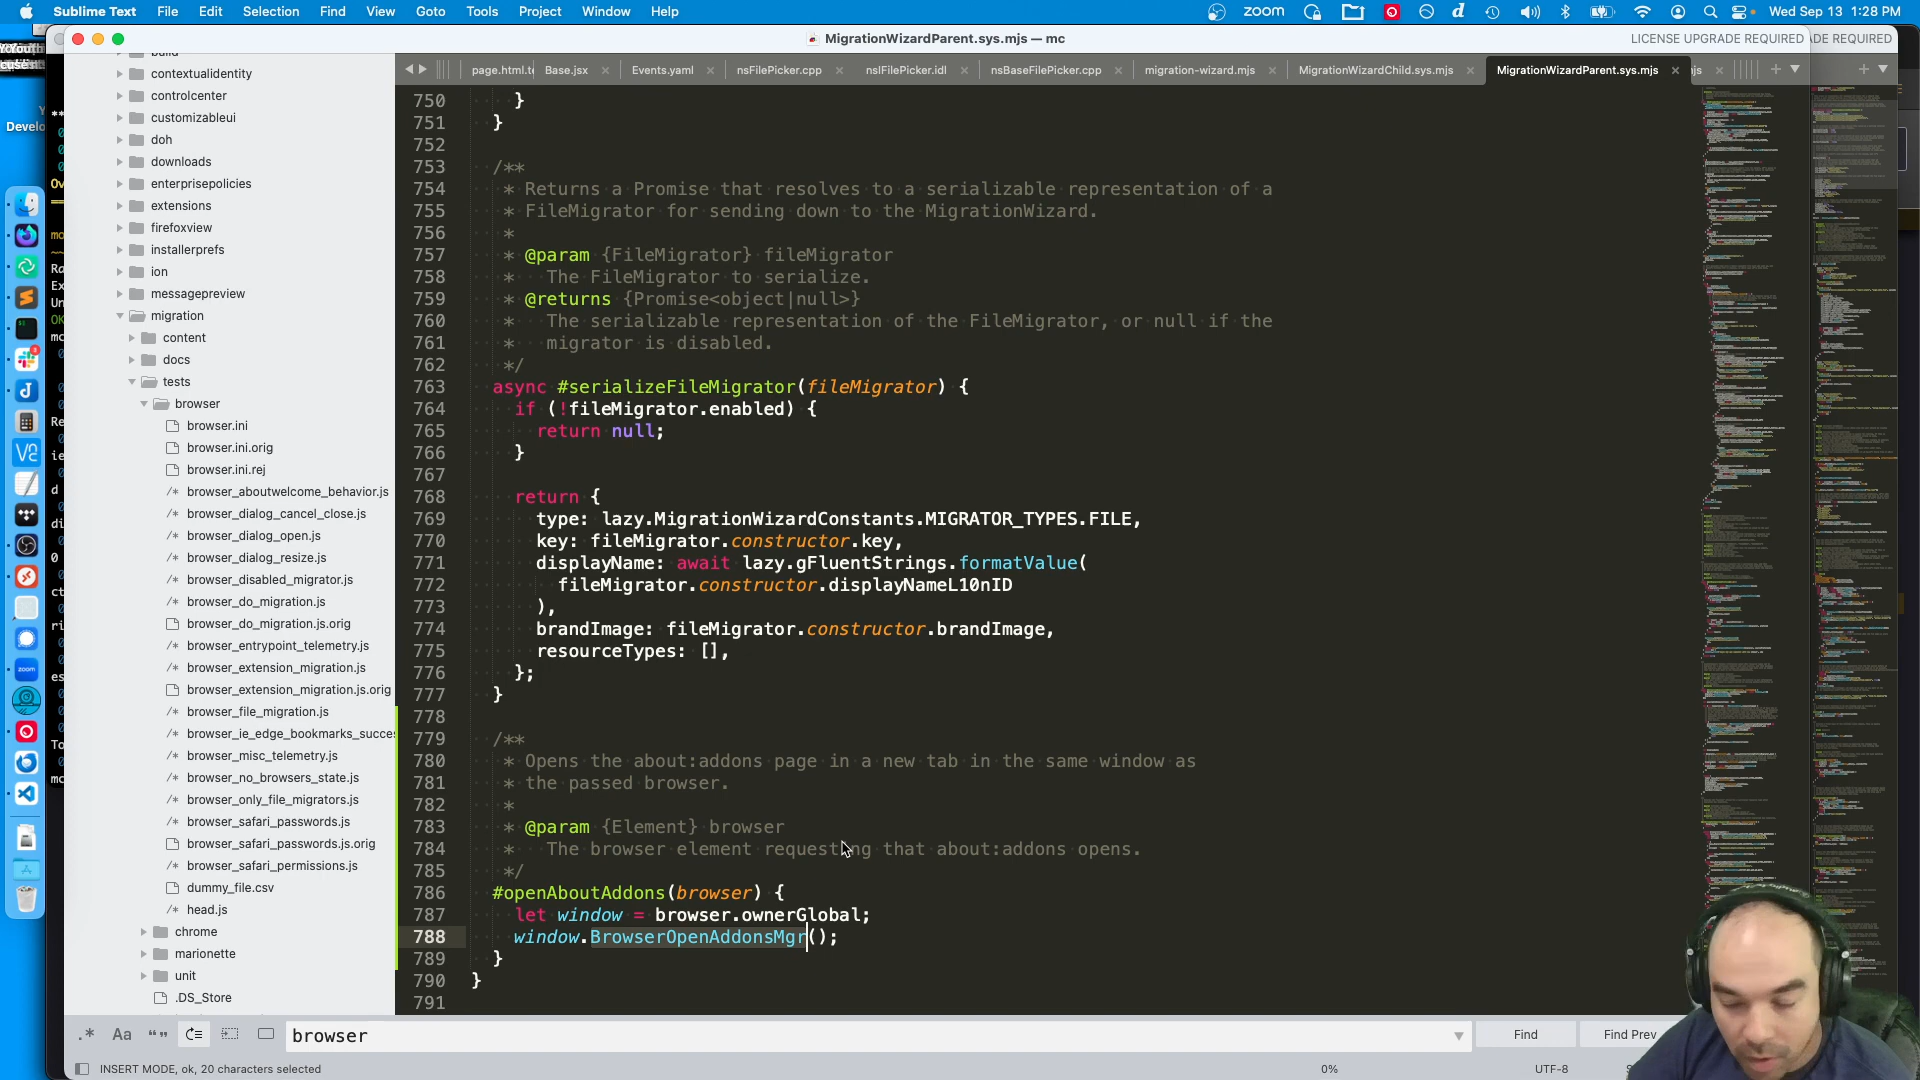 Sublime Text File Edit Selection Find View Goto Tools Project Window Help zoom Wed Sep 13 1:28 PM
MigrationWizardParent.sys.mjs — mc LICENSE UPGRADE REQUIRED DE REQUIRED
page.html.te Base.jsx Events.yaml nsFilePicker.cpp nsIFilePicker.idl nsBaseFilePicker.cpp migration-wizard.mjs MigrationWizardChild.sys.mjs MigrationWizardParent.sys.mjs
Develo
build
contextualidentity
controlcenter
customizableui
doh
downloads
enterprisepolicies
extensions
firefoxview
installerprefs
ion
messagepreview
migration
content
docs
tests
browser
browser.ini
browser.ini.orig
browser.ini.rej
/* browser_aboutwelcome_behavior.js
/* browser_dialog_cancel_close.js
/* browser_dialog_open.js
/* browser_dialog_resize.js
/* browser_disabled_migrator.js
/* browser_do_migration.js
browser_do_migration.js.orig
/* browser_entrypoint_telemetry.js
/* browser_extension_migration.js
browser_extension_migration.js.orig
/* browser_file_migration.js
/* browser_ie_edge_bookmarks_succes
/* browser_misc_telemetry.js
/* browser_no_browsers_state.js
/* browser_only_file_migrators.js
/* browser_safari_passwords.js
browser_safari_passwords.js.orig
/* browser_safari_permissions.js
dummy_file.csv
/* head.js
chrome
marionette
unit
.DS_Store
750 }
751 }
752
753 /**
754 * Returns a Promise that resolves to a serializable representation of a
755 * FileMigrator for sending down to the MigrationWizard.
756 *
757 * @param {FileMigrator} fileMigrator
758 * The FileMigrator to serialize.
759 * @returns {Promise<object|null>}
760 * The serializable representation of the FileMigrator, or null if the
761 * migrator is disabled.
762 */
763 async #serializeFileMigrator(fileMigrator) {
764 if (!fileMigrator.enabled) {
765 return null;
766 }
767
768 return {
769 type: lazy.MigrationWizardConstants.MIGRATOR_TYPES.FILE,
770 key: fileMigrator.constructor.key,
771 displayName: await lazy.gFluentStrings.formatValue(
772 fileMigrator.constructor.displayNameL10nID
773 ),
774 brandImage: fileMigrator.constructor.brandImage,
775 resourceTypes: [],
776 };
777 }
778
779 /**
780 * Opens the about:addons page in a new tab in the same window as
781 * the passed browser.
782 *
783 * @param {Element} browser
784 * The browser element requesting that about:addons opens.
785 */
786 #openAboutAddons(browser) {
787 let window = browser.ownerGlobal;
788 window.BrowserOpenAddonsMgr();
789 }
790 }
791
.* Aa browser Find Find Prev
INSERT MODE, ok, 20 characters selected 0% UTF-8